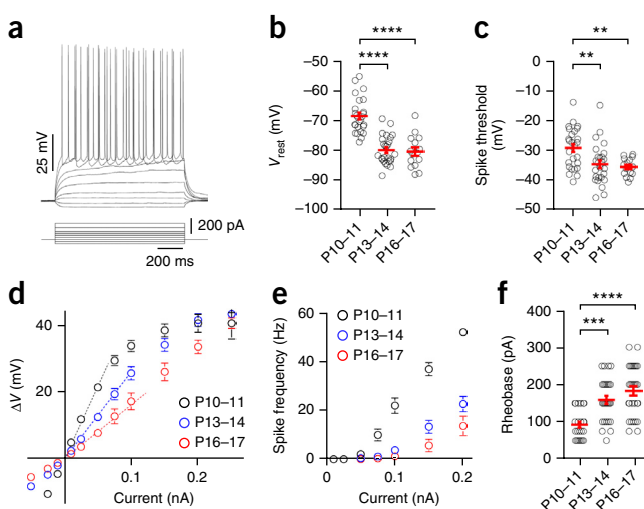 a
25 mV
200 pA
200 ms
b
****
****
−50
−60
−70
−80
−90
−100
Vrest (mV)
P10–11
P13–14
P16–17
c
**
**
0
−10
−20
−30
−40
−50
Spike threshold (mV)
P10–11
P13–14
P16–17
d
40
20
ΔV (mV)
0.1
0.2
Current (nA)
P10–11
P13–14
P16–17
e
60
40
20
0
Spike frequency (Hz)
0
0.1
0.2
Current (nA)
P10–11
P13–14
P16–17
f
****
***
400
300
200
100
0
Rheobase (pA)
P10–11
P13–14
P16–17